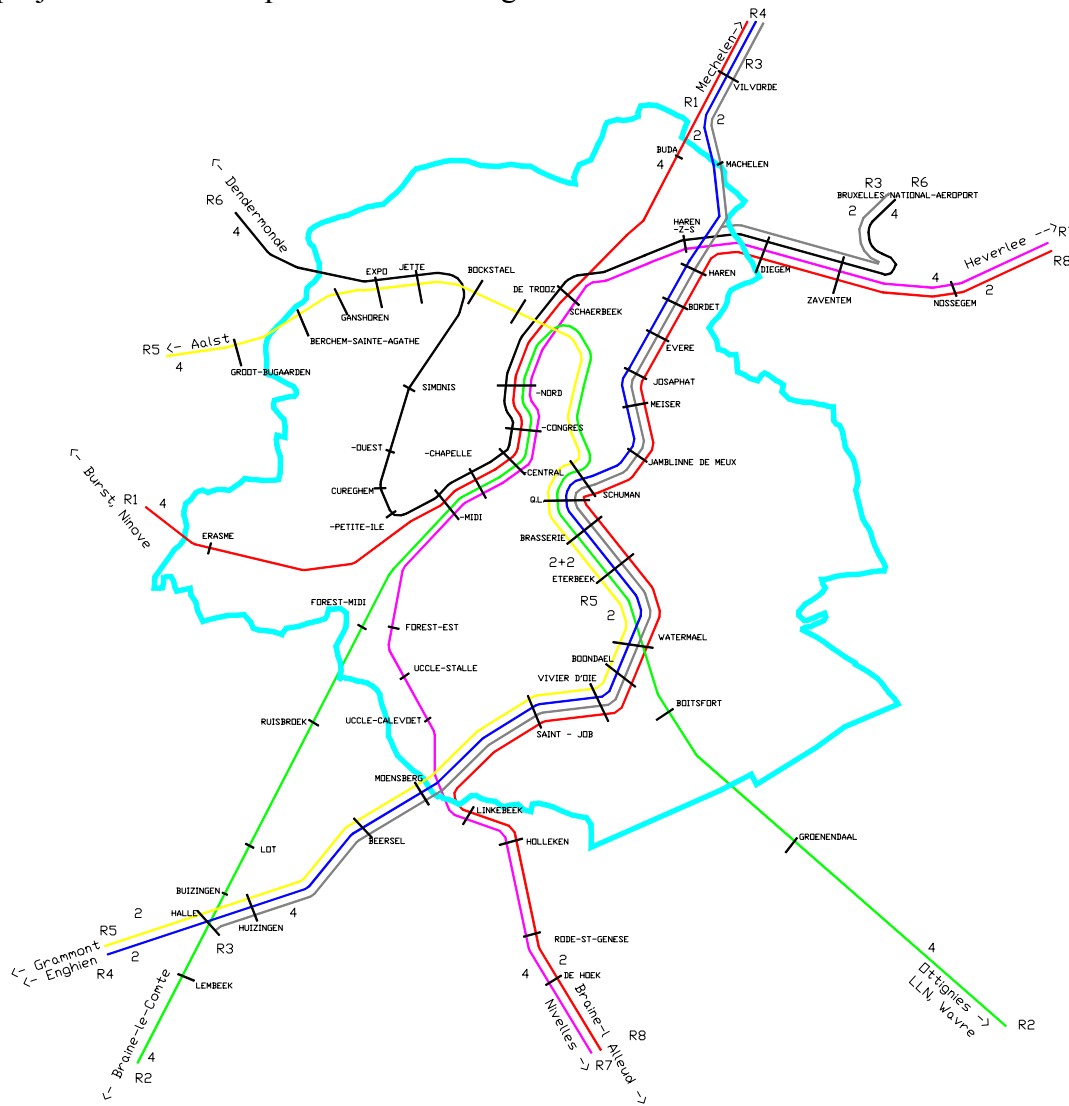 R4
Mechelen->
R3
VILVORDE
R1
2
2
BUDA
4
MACHELEN
<- Dendermonde
R6
4
R3
R6
BRUXELLES NATIONAL-AEROPORT
2
4
HAREN
-Z-S
Heverlee ->
R8
EXPO
JETTE
BOCKSTAEL
DE TROOZ
HAREN
DIEGEM
4
2
ZAVENTEM
NOSSEGEM
GANSHOREN
SCHAERBEEK
BORDET
R5
<- Aalst
4
BERCHEM-SAINTE-AGATHE
EVERE
GROOT-BIJGAARDEN
SIMONIS
-NORD
JOSAPHAT
MEISER
-CONGRES
-OUEST
-CHAPELLE
<- Burst, Ninove
CENTRAL
JAMBLINNE DE MEUX
CUREGHEM
R1
4
Q.L.
SCHUMAN
-PETITE-ILE
-MIDI
ERASME
BRASSERIE
2+2
ETERBEEK
R5
2
FOREST-MIDI
FOREST-EST
WATERMAEL
BOONDAEL
UCCLE-STALLE
VIVIER D'OIE
BOITSFORT
RUISBROEK
UCCLE-CALEVOET
SAINT - JOB
MOENSBERG
LINKEBEEK
BEERSEL
HOLLEKEN
GROENENDAAL
LOT
BUIZINGEN
2
HALLE
4
R5
HUIZINGEN
R3
<- Grammont
<- Enghien
2
R4
RODE-ST-GENESE
4
2
DE HOEK
LEMBEEK
Ottignies ->
LLN, Wavre
R2
<- Braine-le-Comte
4
R2
Nivelles ->
R7
Braine-l Alleud ->
R8